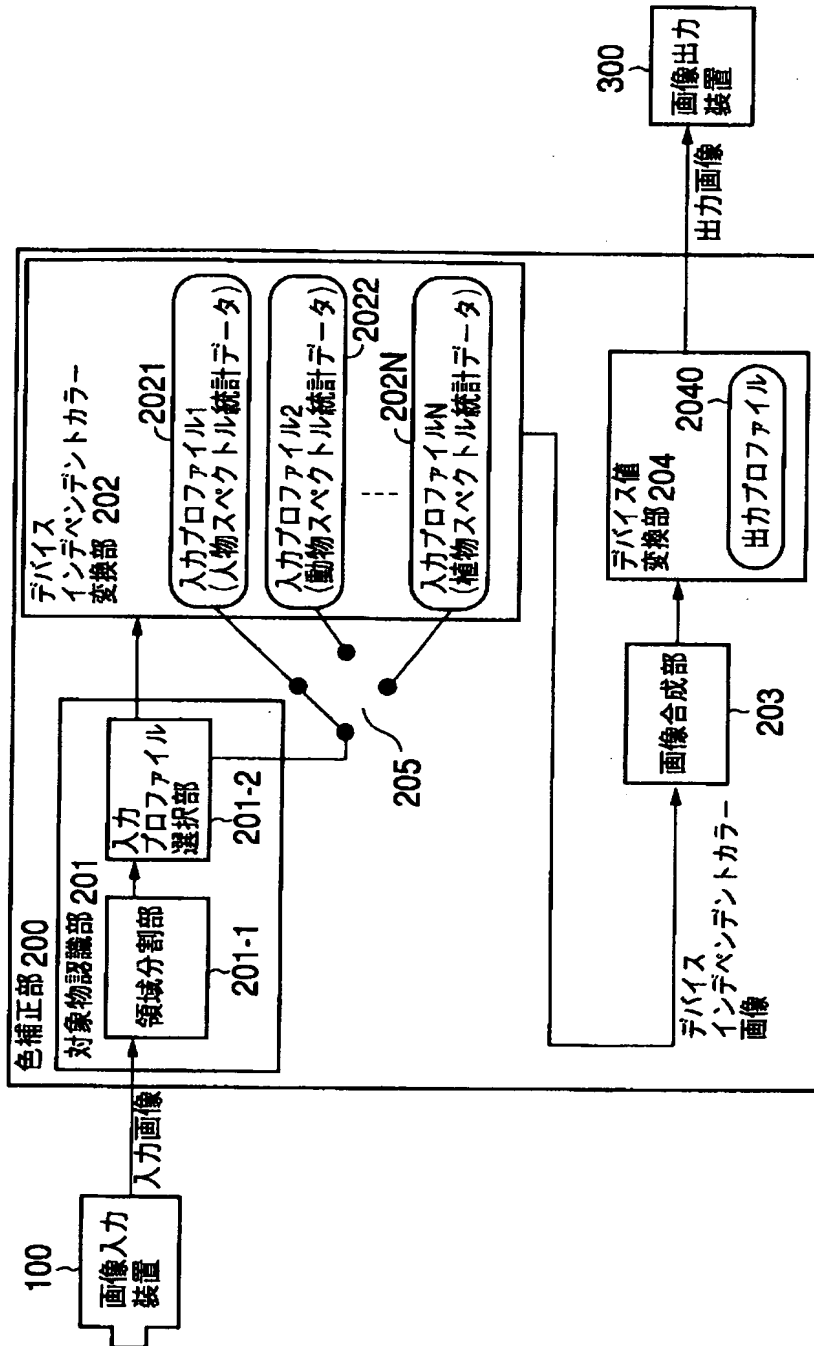 100
画像入力
装置
入力画像
色補正部 200
対象物認識部 201
領域分割部
201-1
入力
プロファイル
選択部
201-2
デバイス
インデペンデントカラー
変換部 202
入力プロファイル1
(人物スペクトル統計データ)
2021
入力プロファイル2
(動物スペクトル統計データ)
2022
入力プロファイルN
(植物スペクトル統計データ)
202N
205
デバイス
インデペンデントカラー
画像
画像合成部
203
デバイス値
変換部 204
2040
出力プロファイル
出力画像
300
画像出力
装置